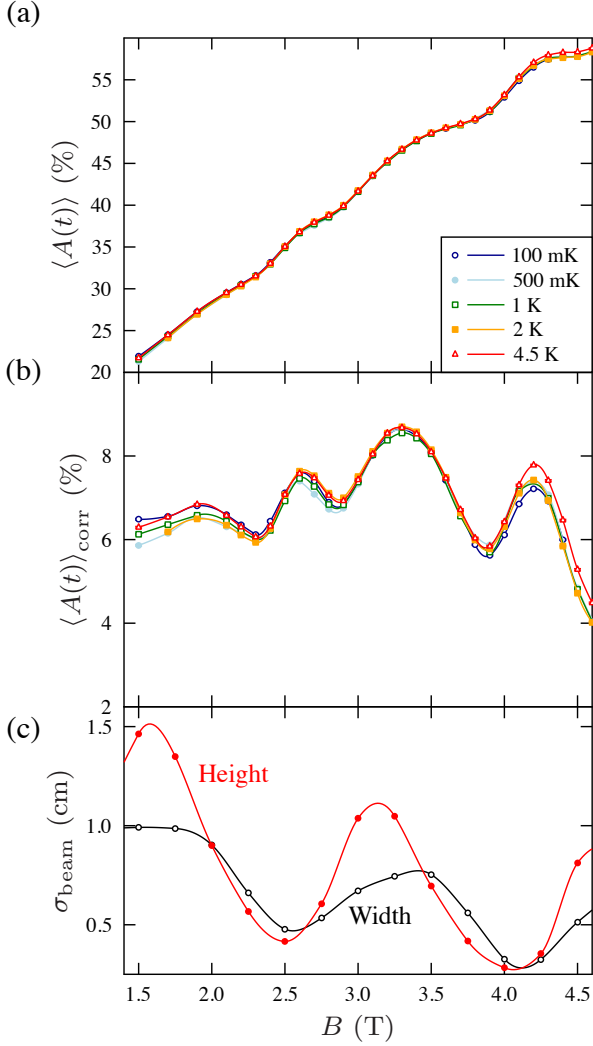 (a)
55
50
45
40
35
30
25
20
⟨A(t)⟩ (%)
100 mK
500 mK
1 K
2 K
4.5 K
(b)
8
6
4
2
⟨A(t)⟩corr (%)
(c)
1.5
1.0
0.5
σbeam (cm)
Height
Width
1.5 2.0 2.5 3.0 3.5 4.0 4.5
B (T)